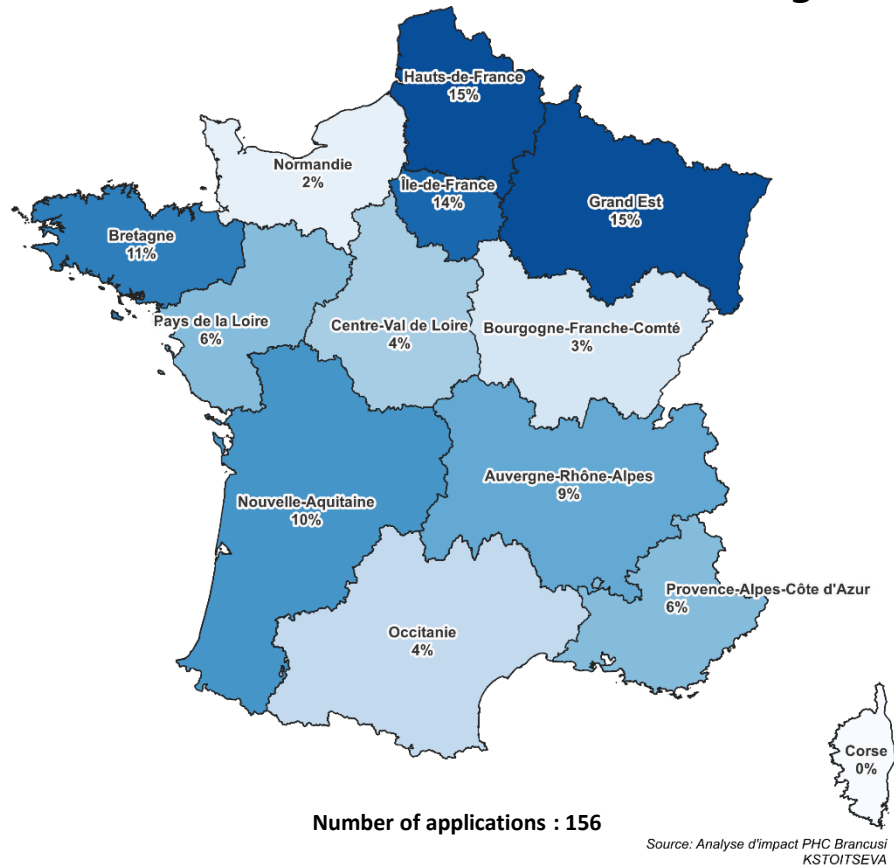 Hauts-de-France
15%
Normandie
2%
Île-de-France
14%
Grand Est
15%
Bretagne
11%
Pays de la Loire
6%
Centre-Val de Loire
4%
Bourgogne-Franche-Comté
3%
Auvergne-Rhône-Alpes
9%
Nouvelle-Aquitaine
10%
Provence-Alpes-Côte d'Azur
6%
Occitanie
4%
Corse
0%
Number of applications : 156
Source: Analyse d'impact PHC Brancusi
KSTOITSEVA